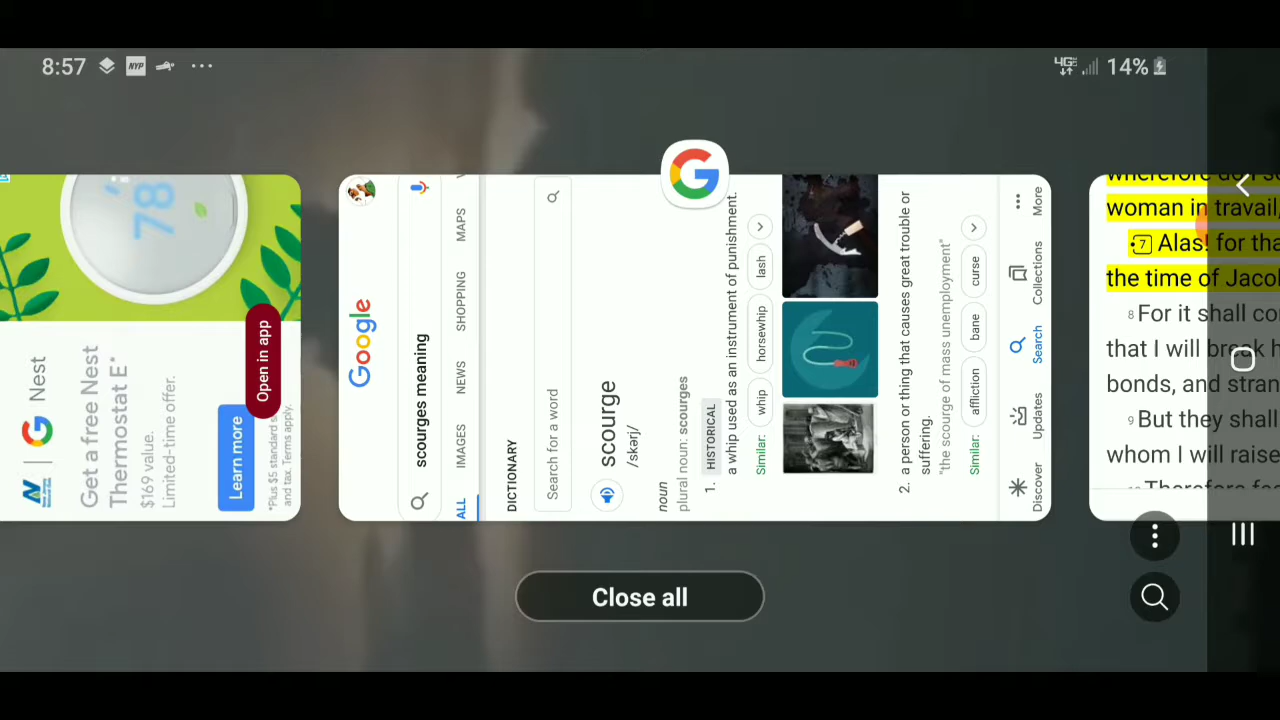 8:57
NYP
4G
14%
Nest
Get a free Nest
Thermostat E*
$169 value.
Limited-time offer.
Learn more
*Plus $5 standard s
and tax. Terms apply.
Open in app
78
Google
scourges meaning
ALL IMAGES NEWS SHOPPING MAPS
DICTIONARY
Search for a word
scourge
/skərj/
noun
plural noun: scourges
1. HISTORICAL
a whip used as an instrument of punishment.
Similar: whip horsewhip lash
2. a person or thing that causes great trouble or
suffering.
"the scourge of mass unemployment"
Similar: affliction bane curse
Discover Updates Search Collections More
woman in travail,
7 Alas! for tha
the time of Jacol
8 For it shall co
that I will break h
bonds, and stran
9 But they shall
whom I will raise
Therefore fea
Close all